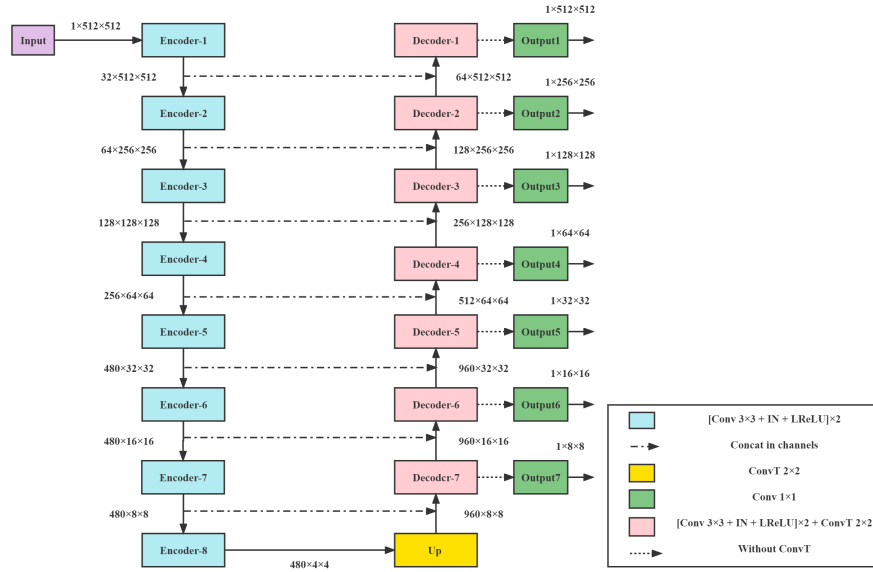 1×512×512
1×512×512
Input
Encoder-1
Decoder-1
Output1
32×512×512
64×512×512
1×256×256
Encoder-2
Decoder-2
Output2
64×256×256
128×256×256
1×128×128
Encoder-3
Decoder-3
Output3
128×128×128
256×128×128
1×64×64
Encoder-4
Decoder-4
Output4
256×64×64
512×64×64
1×32×32
Encoder-5
Decoder-5
Output5
480×32×32
960×32×32
1×16×16
Encoder-6
Decoder-6
Output6
480×16×16
960×16×16
1×8×8
Encoder-7
Decodcr-7
Output7
480×8×8
960×8×8
Encoder-8
Up
480×4×4
[Conv 3×3 + IN + LReLU]×2
Concat in channels
ConvT 2×2
Conv 1×1
[Conv 3×3 + IN + LReLU]×2 + ConvT 2×2
Without ConvT